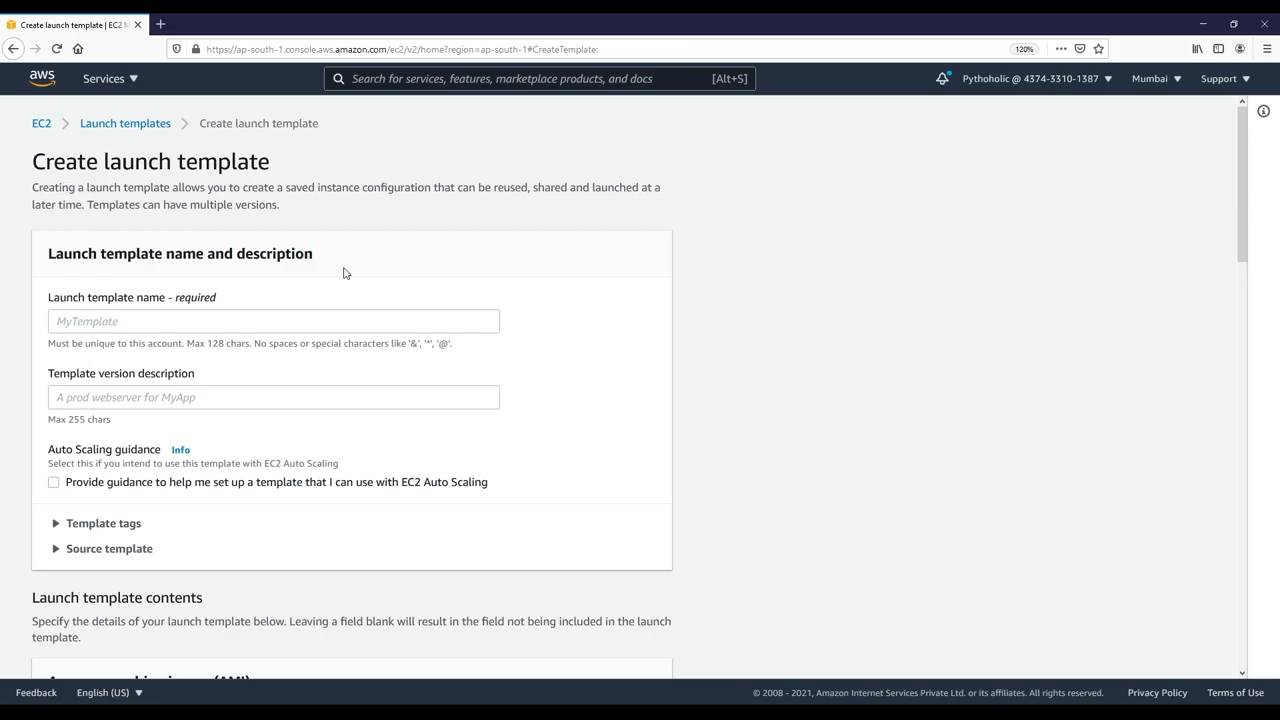 Create launch template | EC2 M
https://ap-south-1.console.aws.amazon.com/ec2/v2/home?region=ap-south-1#CreateTemplate:
120%
aws
Services
Search for services, features, marketplace products, and docs
[Alt+S]
Pythoholic @ 4374-3310-1387
Mumbai
Support
EC2
Launch templates
Create launch template
Create launch template
Creating a launch template allows you to create a saved instance configuration that can be reused, shared and launched at a
later time. Templates can have multiple versions.
Launch template name and description
Launch template name - required
MyTemplate
Must be unique to this account. Max 128 chars. No spaces or special characters like '&', '*', '@'.
Template version description
A prod webserver for MyApp
Max 255 chars
Auto Scaling guidance Info
Select this if you intend to use this template with EC2 Auto Scaling
Provide guidance to help me set up a template that I can use with EC2 Auto Scaling
Template tags
Source template
Launch template contents
Specify the details of your launch template below. Leaving a field blank will result in the field not being included in the launch
template.
Feedback
English (US)
© 2008 - 2021, Amazon Internet Services Private Ltd. or its affiliates. All rights reserved.
Privacy Policy
Terms of Use